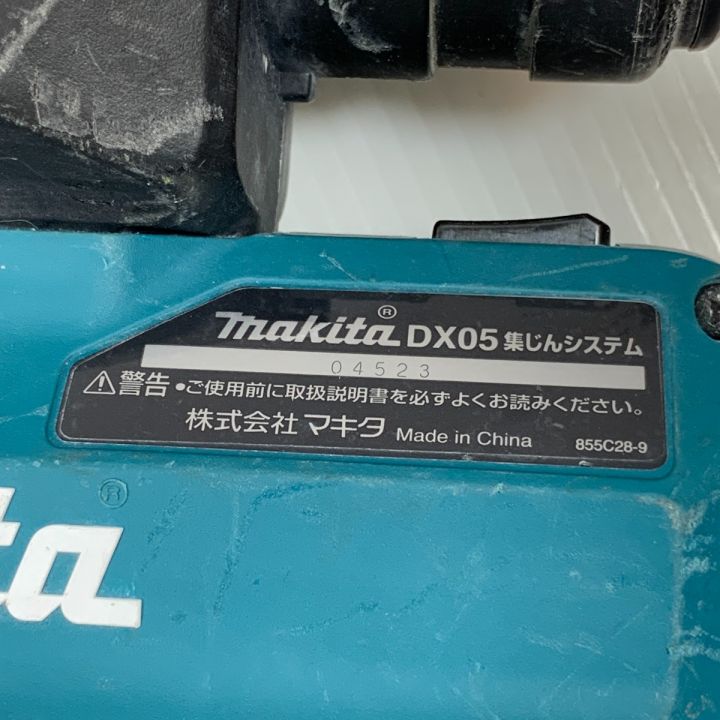 makita® DX05 集じんシステム
04523
⚠警告 •ご使用前に取扱説明書を必ずよくお読みください。
株式会社 マキタ Made in China 855C28-9
ta®